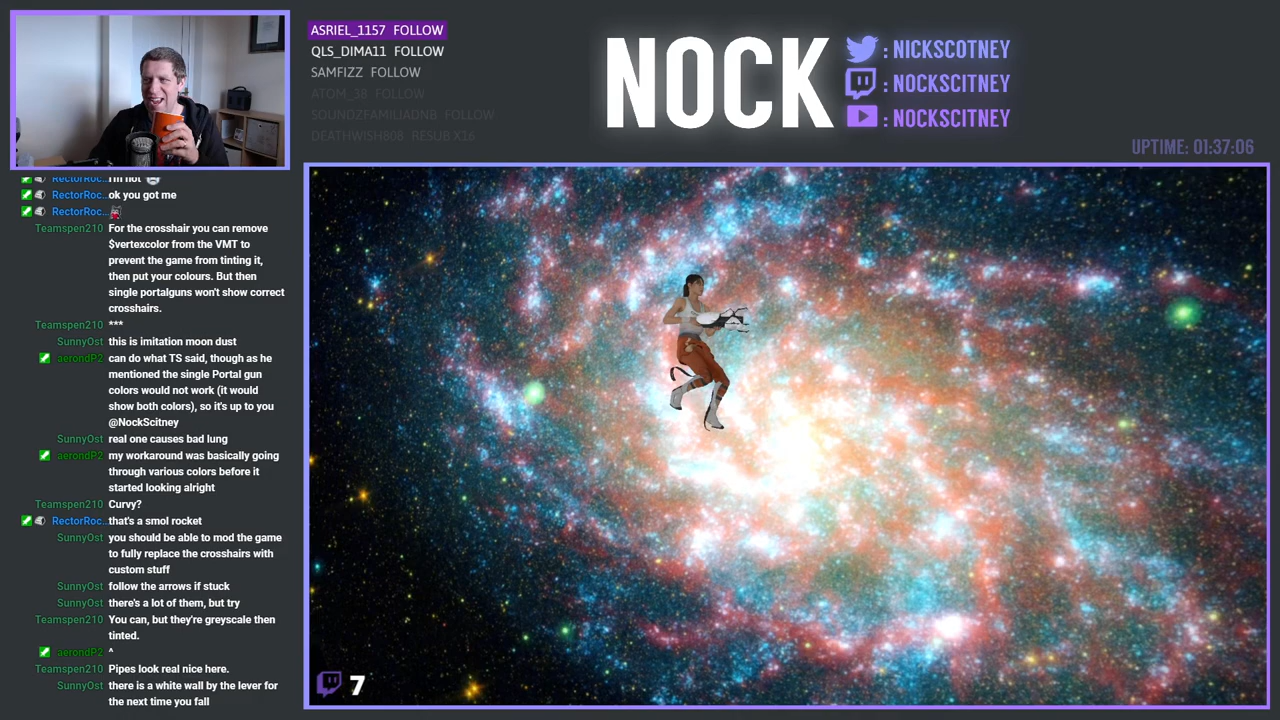 ASRIEL_1157 FOLLOW
QLS_DIMA11 FOLLOW
SAMFIZZ FOLLOW
ATOM_38 FOLLOW
SOUNDZFAMILIADNB FOLLOW
DEATHWISH808 RESUB X16
NOCK
: NICKSCOTNEY
: NOCKSCITNEY
: NOCKSCITNEY
UPTIME: 01:37:06
RectorRoc... I'm not
RectorRoc... ok you got me
RectorRoc...
Teamspen210 For the crosshair you can remove
$vertexcolor from the VMT to
prevent the game from tinting it,
then put your colours. But then
single portalguns won't show correct
crosshairs.
Teamspen210 ***
SunnyOst this is imitation moon dust
aerondP2 can do what TS said, though as he
mentioned the single Portal gun
colors would not work (it would
show both colors), so it's up to you
@NockScitney
SunnyOst real one causes bad lung
aerondP2 my workaround was basically going
through various colors before it
started looking alright
Teamspen210 Curvy?
RectorRoc... that's a smol rocket
SunnyOst you should be able to mod the game
to fully replace the crosshairs with
custom stuff
SunnyOst follow the arrows if stuck
SunnyOst there's a lot of them, but try
Teamspen210 You can, but they're greyscale then
tinted.
aerondP2 ^
Teamspen210 Pipes look real nice here.
SunnyOst there is a white wall by the lever for
the next time you fall
7